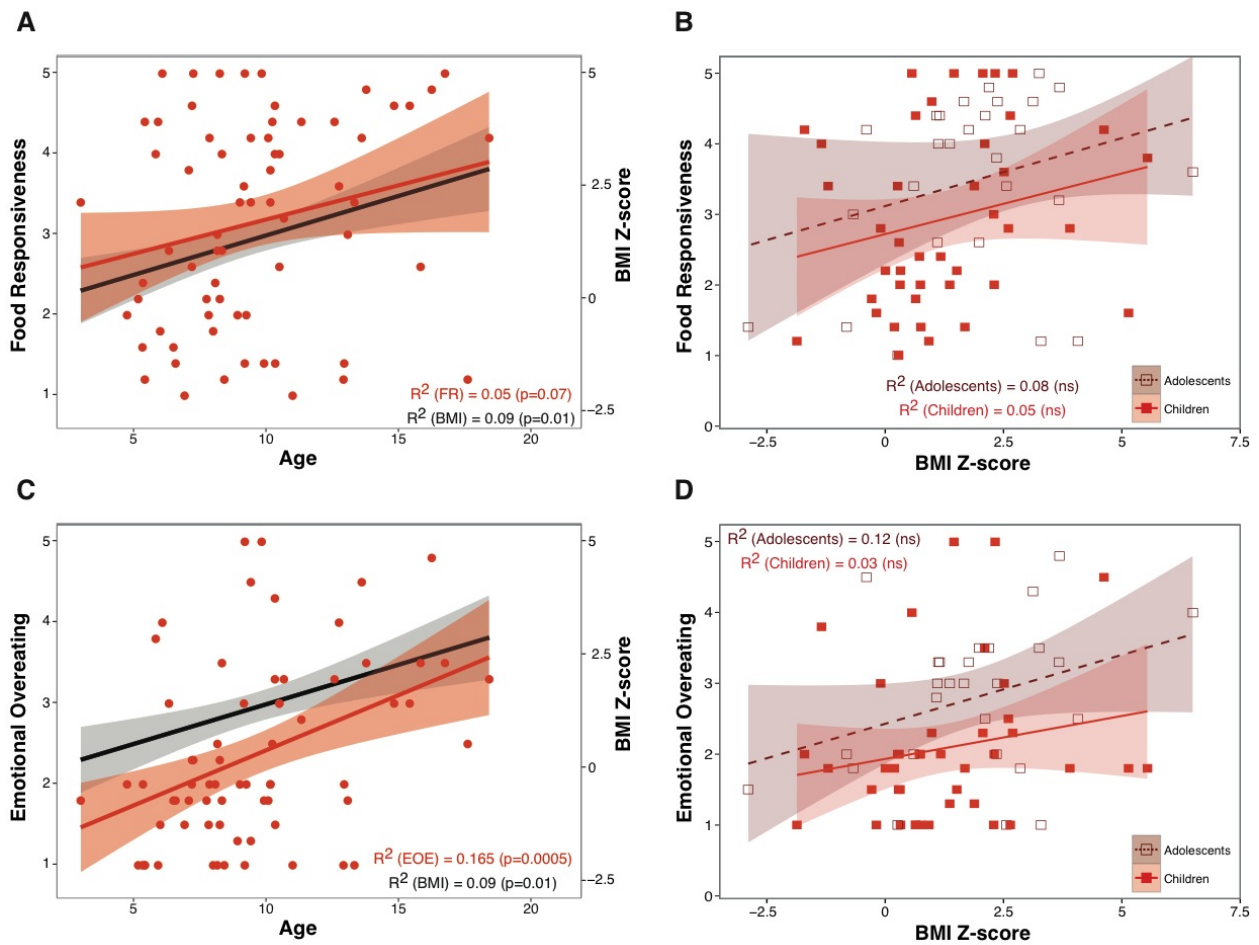 A
5
4
3
2
1
Food Responsiveness
5
2.5
0
−2.5
BMI Z-score
R2 (FR) = 0.05 (p=0.07)
R2 (BMI) = 0.09 (p=0.01)
5 10 15 20
Age
B
5
4
3
2
1
0
Food Responsiveness
R2 (Adolescents) = 0.08 (ns)
R2 (Children) = 0.05 (ns)
Adolescents
Children
−2.5 0 2.5 5 7.5
BMI Z-score
C
5
4
3
2
1
Emotional Overeating
5
2.5
0
−2.5
BMI Z-score
R2 (EOE) = 0.165 (p=0.0005)
R2 (BMI) = 0.09 (p=0.01)
5 10 15 20
Age
D
R2 (Adolescents) = 0.12 (ns)
R2 (Children) = 0.03 (ns)
5
4
3
2
1
0
Emotional Overeating
Adolescents
Children
−2.5 0 2.5 5 7.5
BMI Z-score